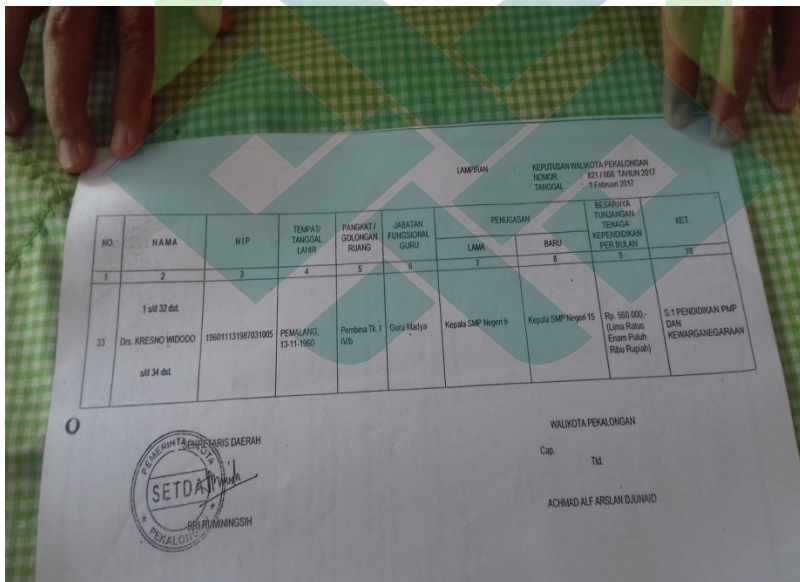 LAMPIRAN : KEPUTUSAN WALIKOTA PEKALONGAN
NOMOR : 821 / 066 TAHUN 2017
TANGGAL : 1 Februari 2017
NO. NAMA NIP TEMPAT/ TANGGAL LAHIR PANGKAT / GOLONGAN RUANG JABATAN FUNGSIONAL GURU PENUGASAN BESARNYA TUNJANGAN TENAGA KEPENDIDIKAN PER BULAN KET.
LAMA BARU
1 2 3 4 5 6 7 8 9 10
1 s/d 32 dst.
33 Drs. KRESNO WIDODO 196011131987031005 PEMALANG, 13-11-1960 Pembina Tk. I IV/b Guru Madya Kepala SMP Negeri 9 Kepala SMP Negeri 15 Rp. 560.000,- (Lima Ratus Enam Puluh Ribu Rupiah) S.1 PENDIDIKAN PMP DAN KEWARGANEGARAAN
s/d 34 dst.
SEKRETARIS DAERAH
PEMERINTA KOTA
SETDA
PEKALONGAN
SRI RUMININGSIH
WALIKOTA PEKALONGAN
Cap.
Ttd.
ACHMAD ALF ARSLAN DJUNAID